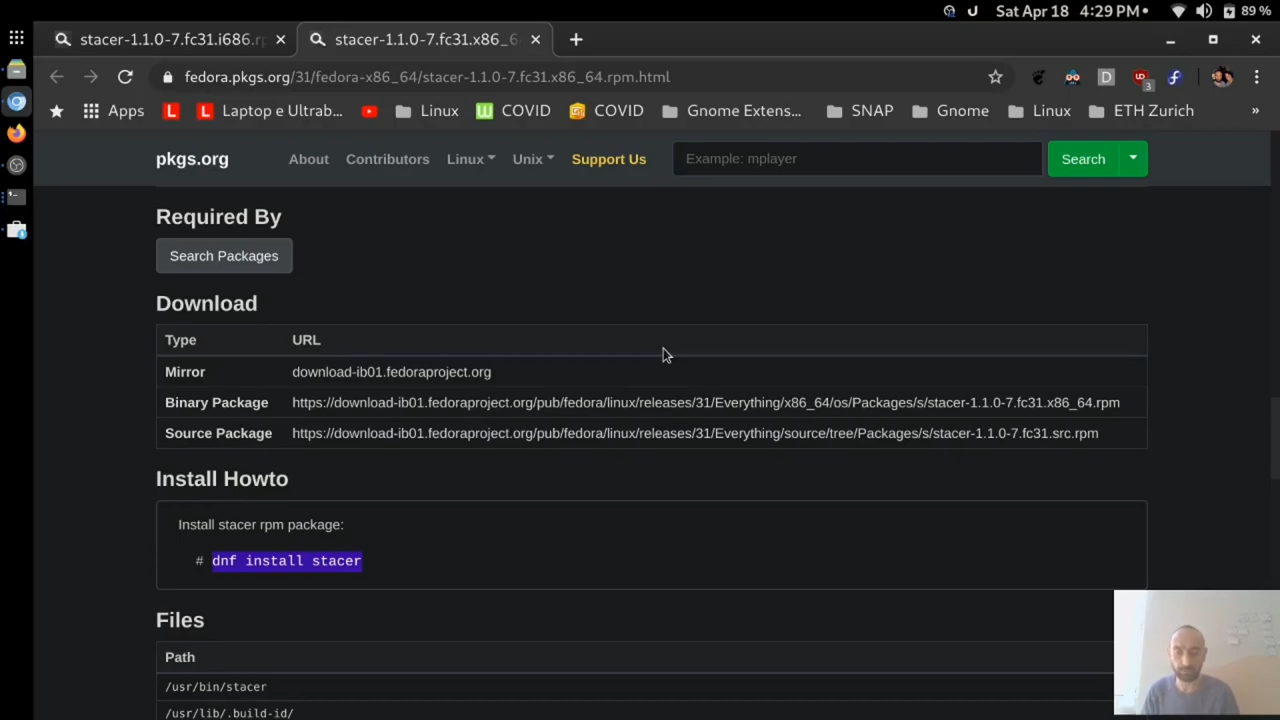 Sat Apr 18 4:29 PM
89 %
stacer-1.1.0-7.fc31.i686.rp
stacer-1.1.0-7.fc31.x86_6
fedora.pkgs.org/31/fedora-x86_64/stacer-1.1.0-7.fc31.x86_64.rpm.html
3
Apps
Laptop e Ultrab...
Linux
COVID
COVID
Gnome Extens...
SNAP
Gnome
Linux
ETH Zurich
»
pkgs.org
About
Contributors
Linux
Unix
Support Us
Example: mplayer
Search
Required By
Search Packages
Download
Type URL
Mirror download-ib01.fedoraproject.org
Binary Package https://download-ib01.fedoraproject.org/pub/fedora/linux/releases/31/Everything/x86_64/os/Packages/s/stacer-1.1.0-7.fc31.x86_64.rpm
Source Package https://download-ib01.fedoraproject.org/pub/fedora/linux/releases/31/Everything/source/tree/Packages/s/stacer-1.1.0-7.fc31.src.rpm
Install Howto
Install stacer rpm package:
# dnf install stacer
Files
Path
/usr/bin/stacer
/usr/lib/.build-id/